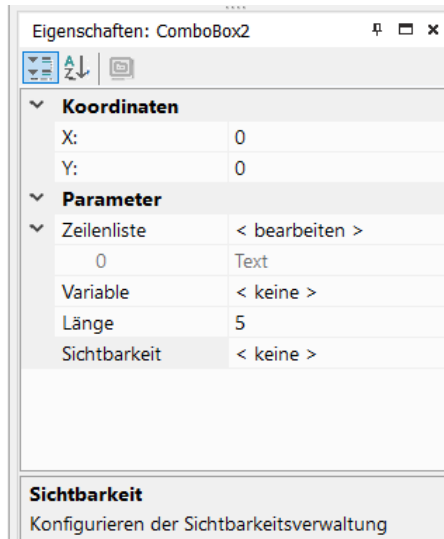 Eigenschaften: ComboBox2
Koordinaten
X: 0
Y: 0
Parameter
Zeilenliste < bearbeiten >
0 Text
Variable < keine >
Länge 5
Sichtbarkeit < keine >
Sichtbarkeit
Konfigurieren der Sichtbarkeitsverwaltung